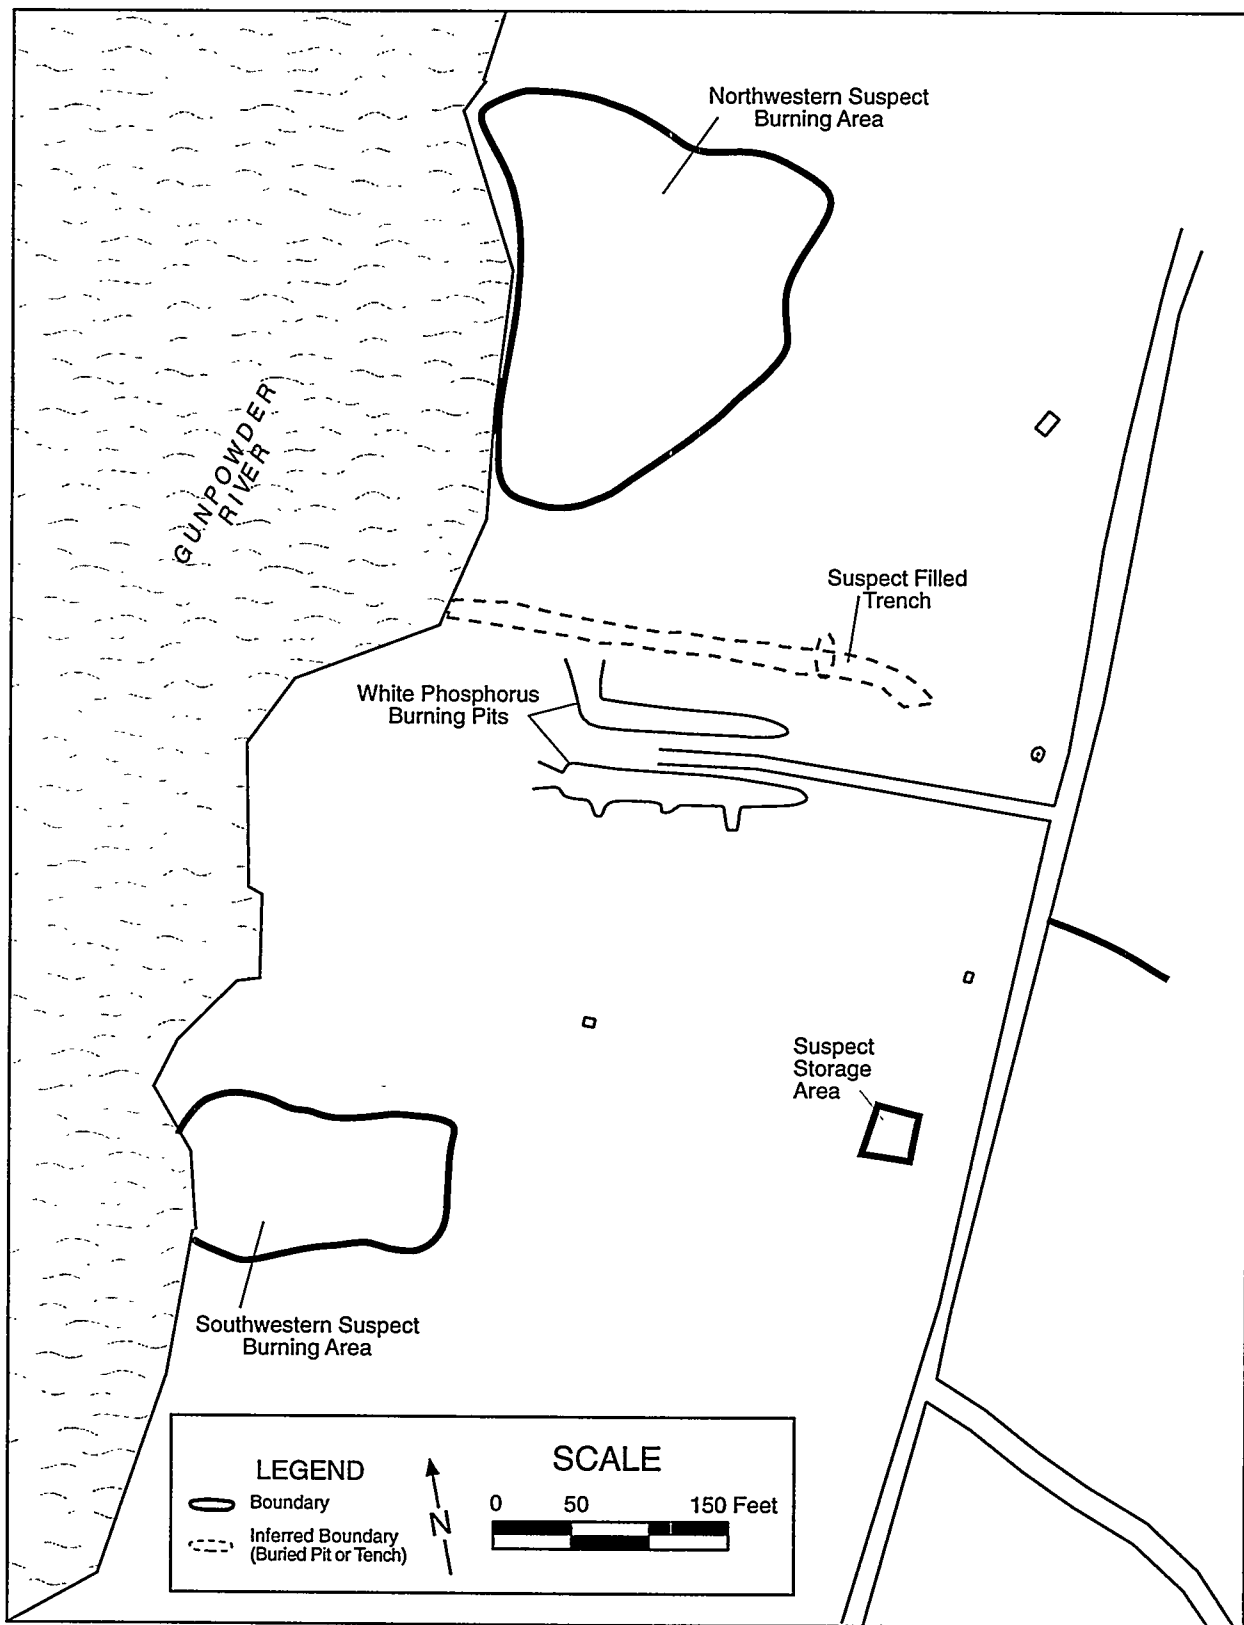 Northwestern Suspect
Burning Area
GUNPOWDER
RIVER
Suspect Filled
Trench
White Phosphorus
Burning Pits
Suspect
Storage
Area
Southwestern Suspect
Burning Area
LEGEND
Boundary
Inferred Boundary
(Buried Pit or Tench)
N
SCALE
0 50 150 Feet